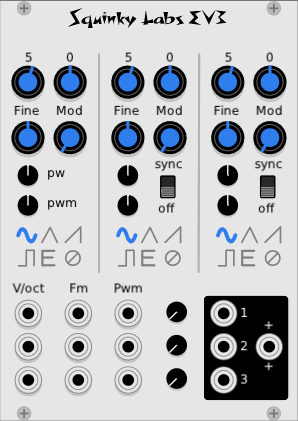 Squinky Labs EV3
5 0 5 0 5 0
Fine Mod Fine Mod Fine Mod
sync sync
pw
pwm
off off
V/oct Fm Pwm
1
+
2
+
3